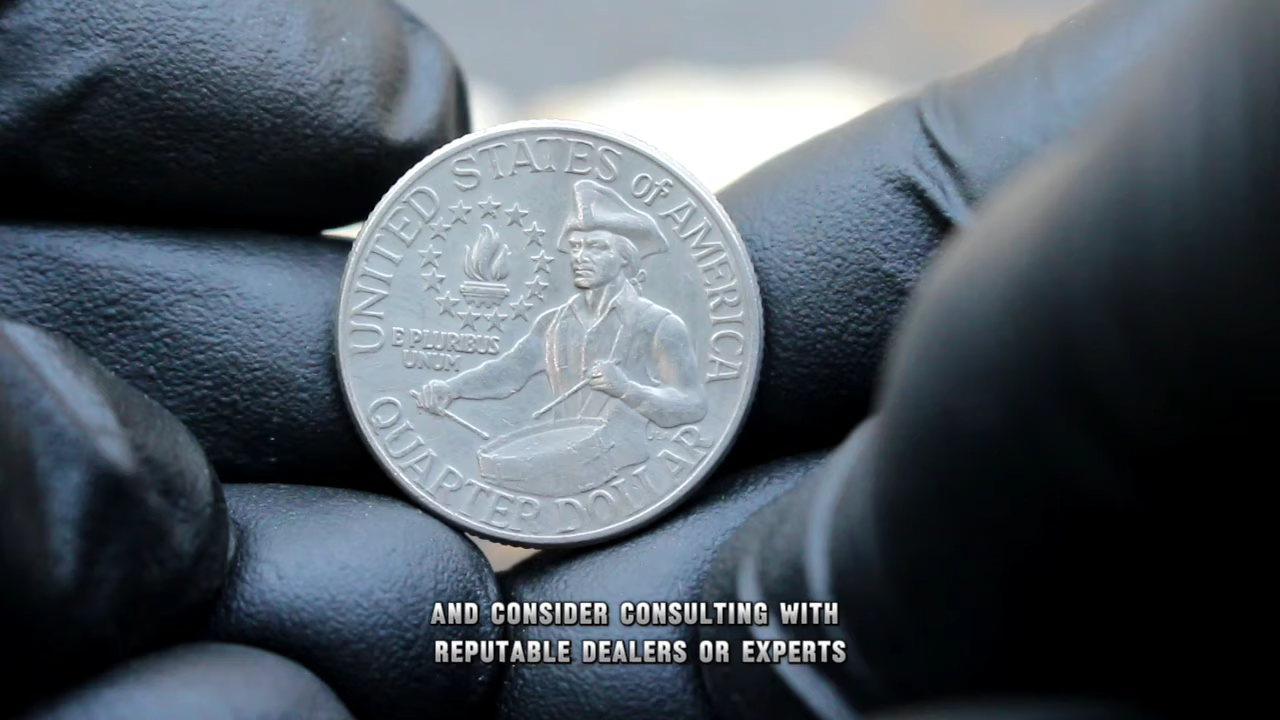 UNITED STATES of AMERICA
E PLURIBUS
UNUM
QUARTER DOLLAR
AND CONSIDER CONSULTING WITH
REPUTABLE DEALERS OR EXPERTS